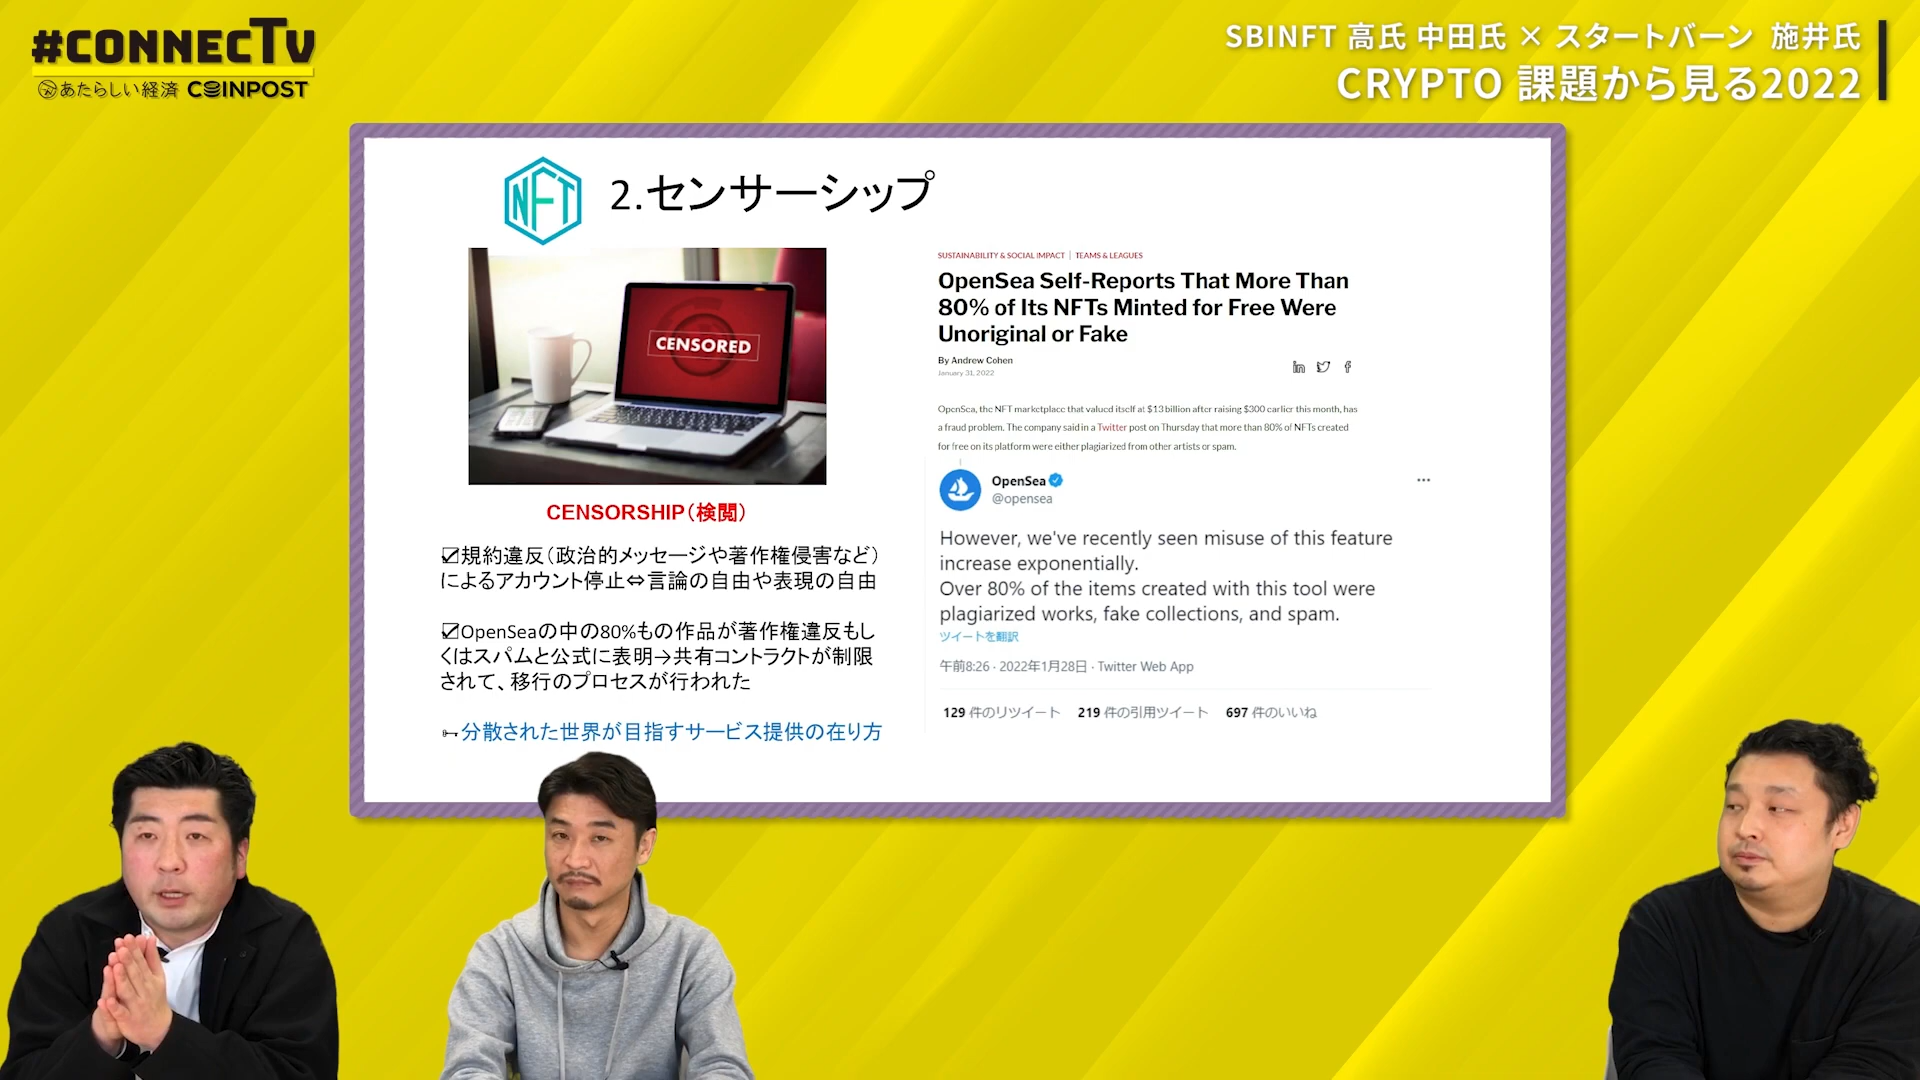 #CONNECTV
あたらしい経済 COINPOST
SBINFT 高氏 中田氏 × スタートバーン 施井氏
CRYPTO 課題から見る2022
NFT
2.センサーシップ
CENSORED
CENSORSHIP(検閲)
☑規約違反(政治的メッセージや著作権侵害など)
によるアカウント停止⇔言論の自由や表現の自由
☑OpenSeaの中の80%もの作品が著作権違反もし
くはスパムと公式に表明→共有コントラクトが制限
されて、移行のプロセスが行われた
分散された世界が目指すサービス提供の在り方
SUSTAINABILITY & SOCIAL IMPACT | TEAMS & LEAGUES
OpenSea Self-Reports That More Than
80% of Its NFTs Minted for Free Were
Unoriginal or Fake
By Andrew Cohen
January 31, 2022
OpenSea, the NFT marketplace that valued itself at $13 billion after raising $300 earlier this month, has
a fraud problem. The company said in a Twitter post on Thursday that more than 80% of NFTs created
for free on its platform were either plagiarized from other artists or spam.
OpenSea
@opensea
However, we've recently seen misuse of this feature
increase exponentially.
Over 80% of the items created with this tool were
plagiarized works, fake collections, and spam.
ツイートを翻訳
午前8:26 · 2022年1月28日 · Twitter Web App
129 件のリツイート 219 件の引用ツイート 697 件のいいね